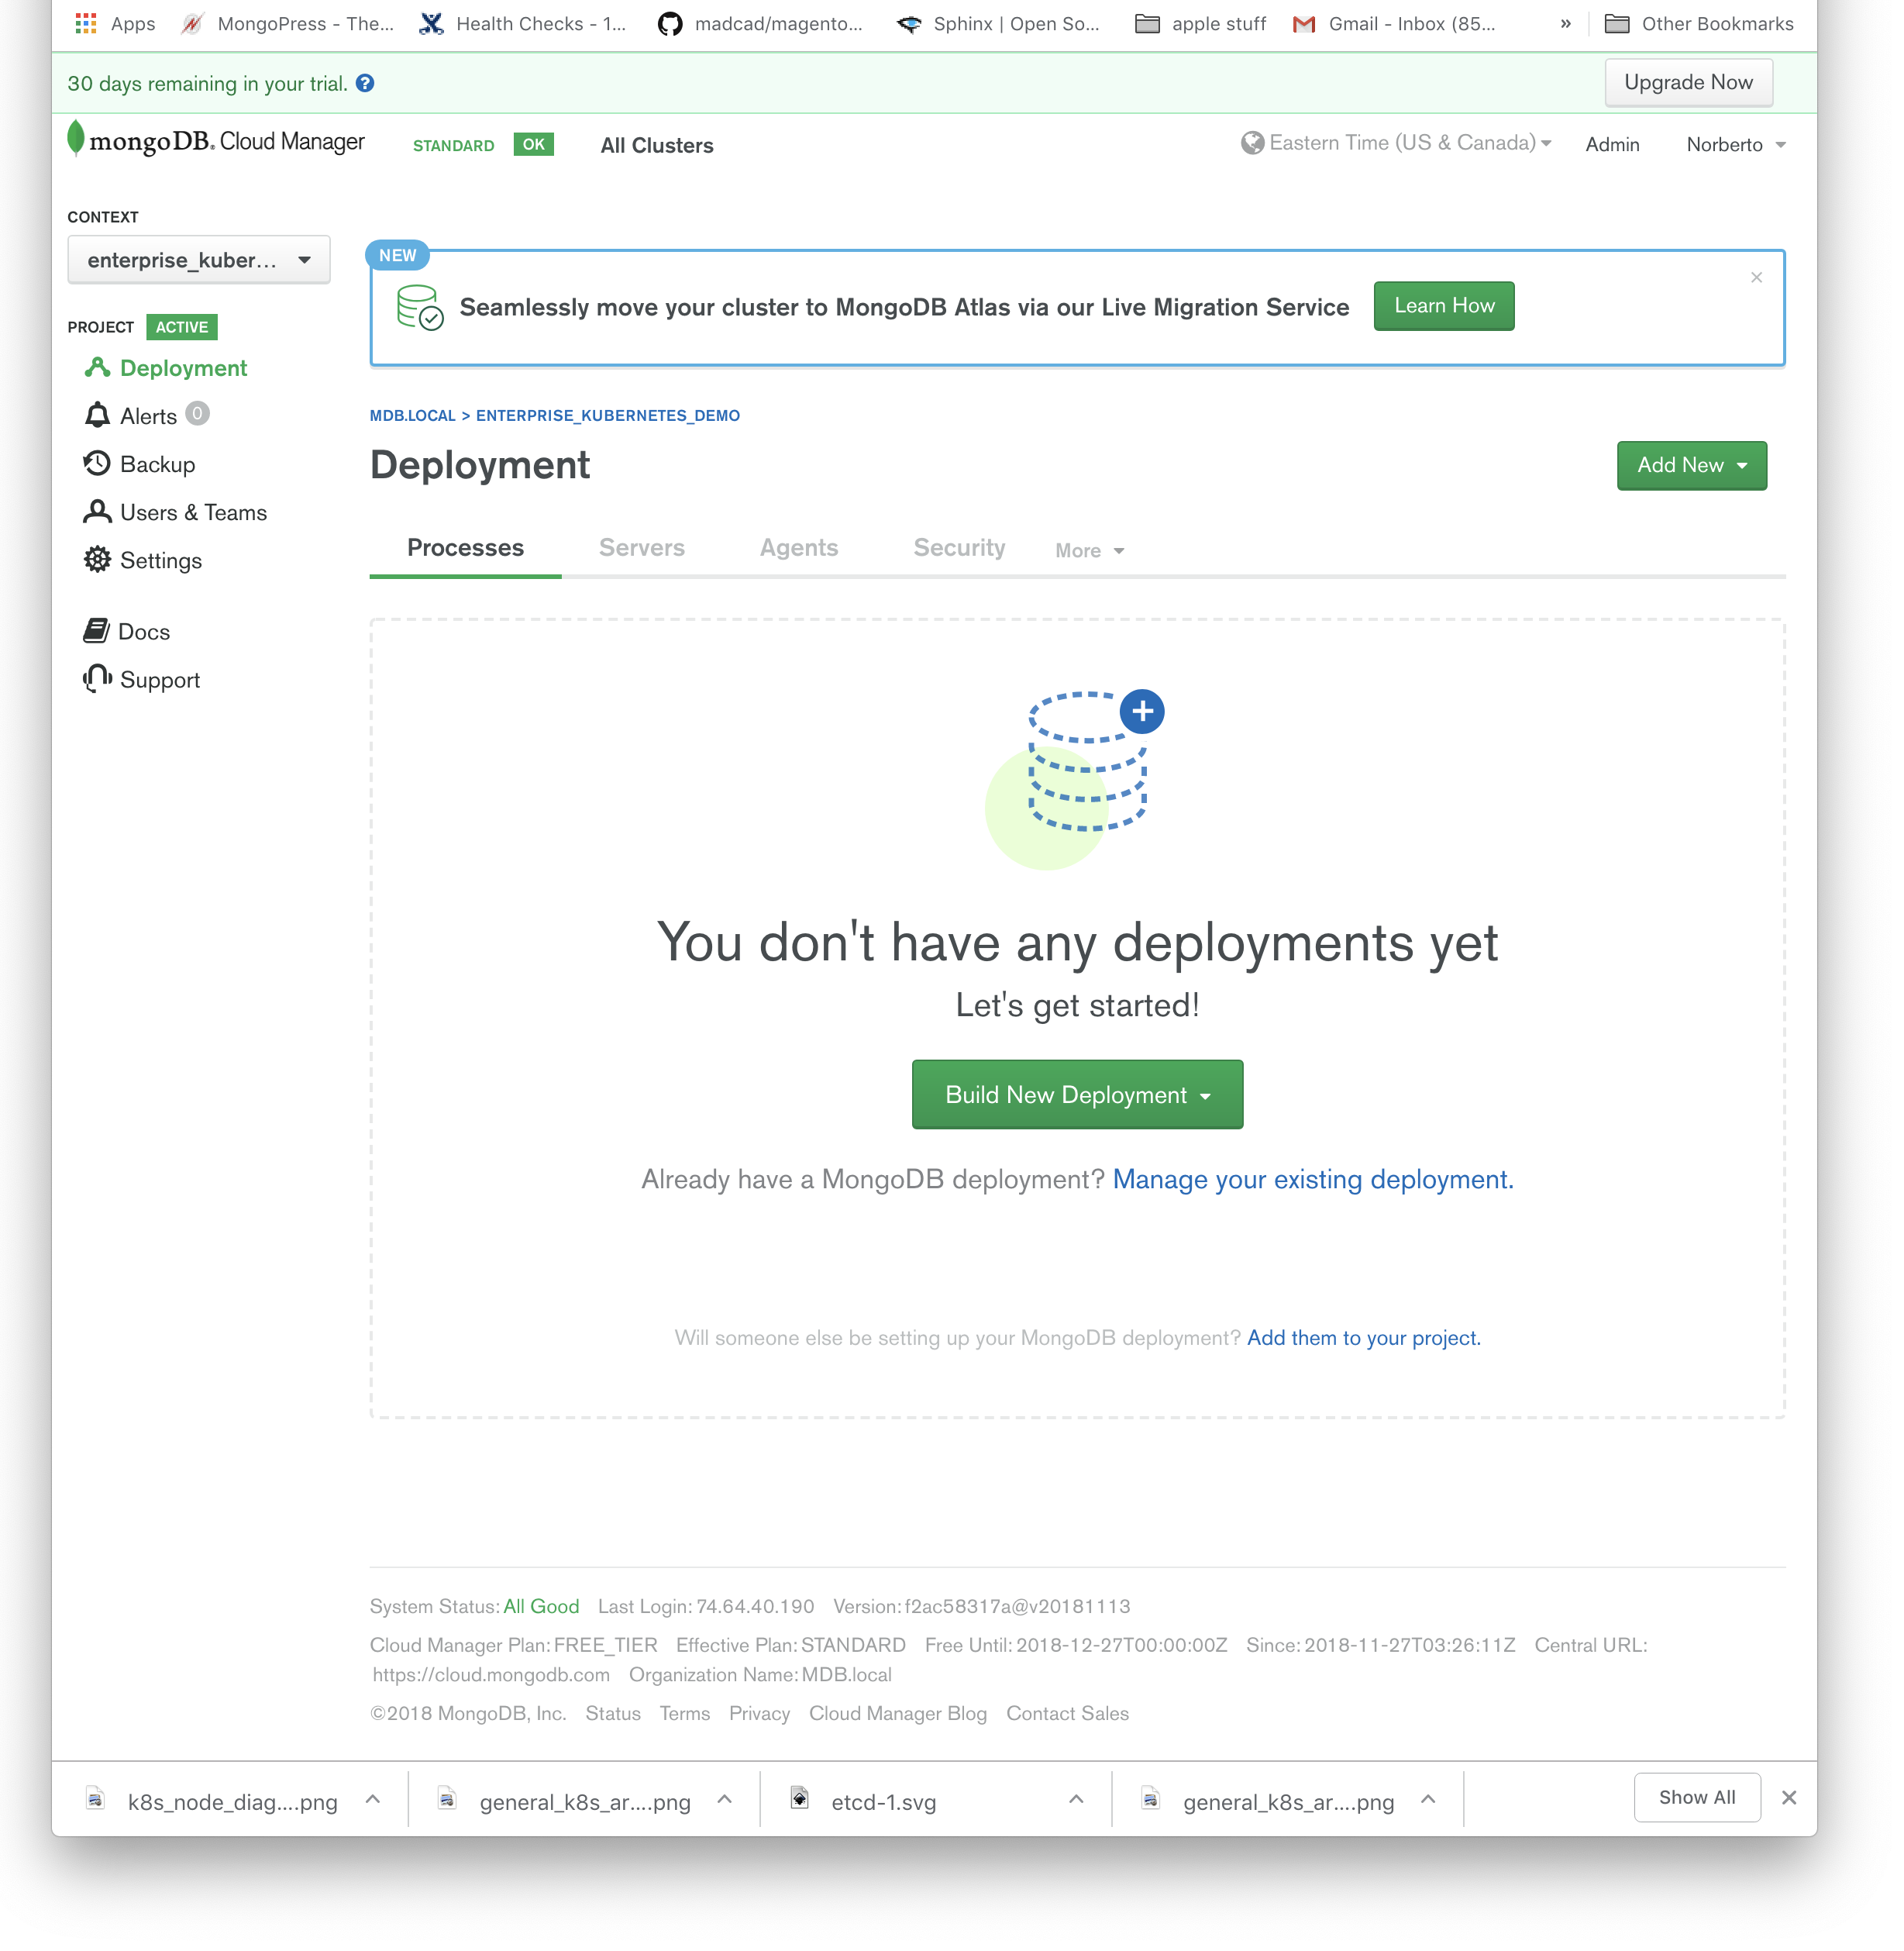 Apps MongoPress - The... Health Checks - 1... madcad/magento... Sphinx | Open So... apple stuff Gmail - Inbox (85... » Other Bookmarks
30 days remaining in your trial. ? Upgrade Now
mongoDB. Cloud Manager STANDARD OK All Clusters Eastern Time (US & Canada) Admin Norberto
CONTEXT
enterprise_kuber...
PROJECT ACTIVE
Deployment
Alerts 0
Backup
Users & Teams
Settings
Docs
Support
NEW
Seamlessly move your cluster to MongoDB Atlas via our Live Migration Service Learn How
MDB.LOCAL > ENTERPRISE_KUBERNETES_DEMO
Deployment Add New
Processes Servers Agents Security More
You don't have any deployments yet
Let's get started!
Build New Deployment
Already have a MongoDB deployment? Manage your existing deployment.
Will someone else be setting up your MongoDB deployment? Add them to your project.
System Status: All Good Last Login: 74.64.40.190 Version: f2ac58317a@v20181113
Cloud Manager Plan: FREE_TIER Effective Plan: STANDARD Free Until: 2018-12-27T00:00:00Z Since: 2018-11-27T03:26:11Z Central URL:
https://cloud.mongodb.com Organization Name: MDB.local
©2018 MongoDB, Inc. Status Terms Privacy Cloud Manager Blog Contact Sales
k8s_node_diag....png general_k8s_ar....png etcd-1.svg general_k8s_ar....png Show All